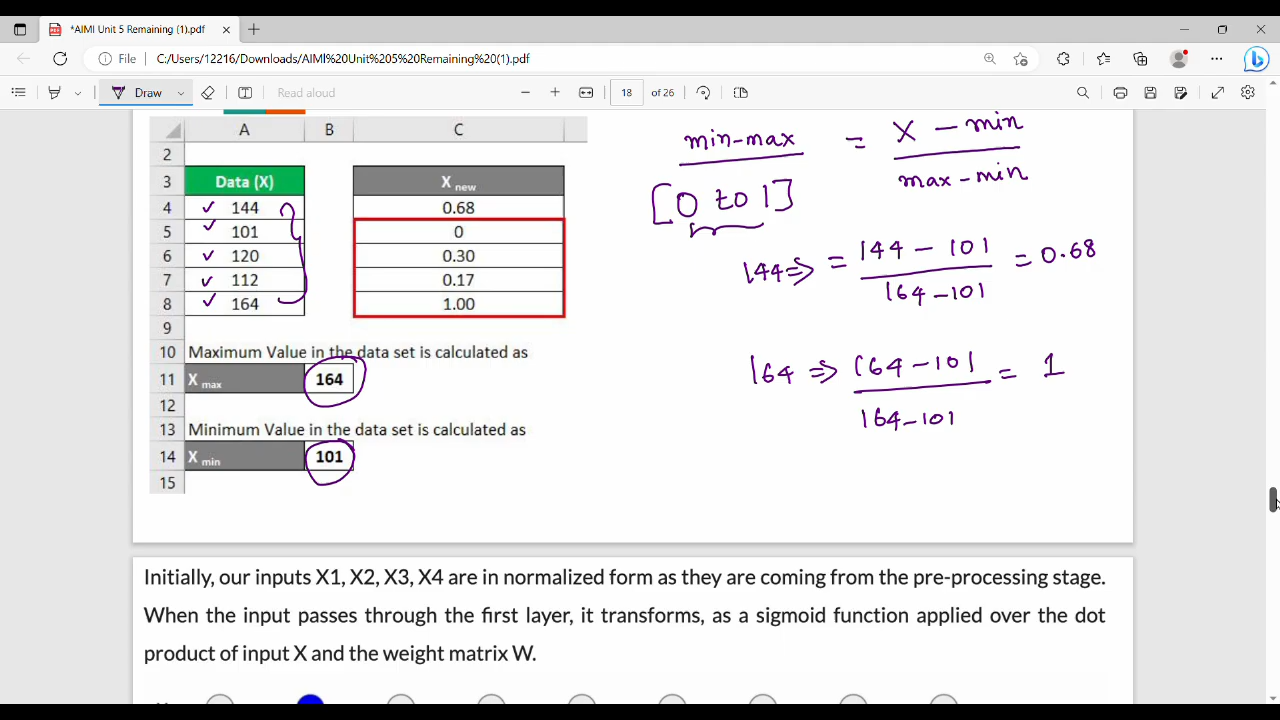 *AIMI Unit 5 Remaining (1).pdf
File C:/Users/12216/Downloads/AIMI%20Unit%205%20Remaining%20(1).pdf
Draw Read aloud 18 of 26
A B C
2
3 Data (X) X new
4 144 0.68
5 101 0
6 120 0.30
7 112 0.17
8 164 1.00
9
10 Maximum Value in the data set is calculated as
11 X max 164
12
13 Minimum Value in the data set is calculated as
14 X min 101
15
min-max = X - min
max - min
[0 to 1]
144 => = 144 - 101 = 0.68
164 - 101
164 => 164 - 101 = 1
164 - 101
Initially, our inputs X1, X2, X3, X4 are in normalized form as they are coming from the pre-processing stage.
When the input passes through the first layer, it transforms, as a sigmoid function applied over the dot
product of input X and the weight matrix W.